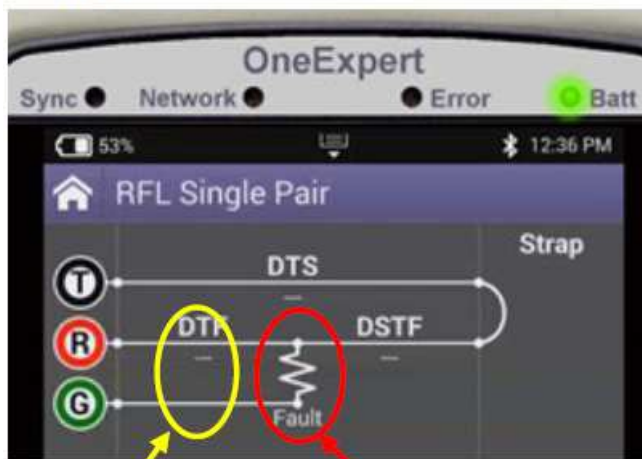 OneExpert
Sync Network Error Batt
53% 12:36 PM
RFL Single Pair
Strap
T DTS
R DTF DSTF
G Fault